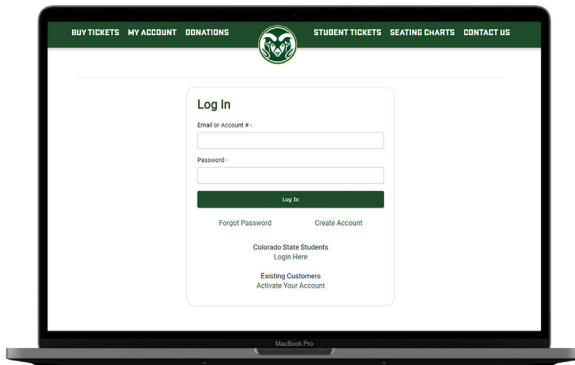 BUY TICKETS MY ACCOUNT DONATIONS STUDENT TICKETS SEATING CHARTS CONTACT US
Log In
Email or Account # *
Password *
Log In
Forgot Password Create Account
Colorado State Students
Login Here
Existing Customers
Activate Your Account
MacBook Pro